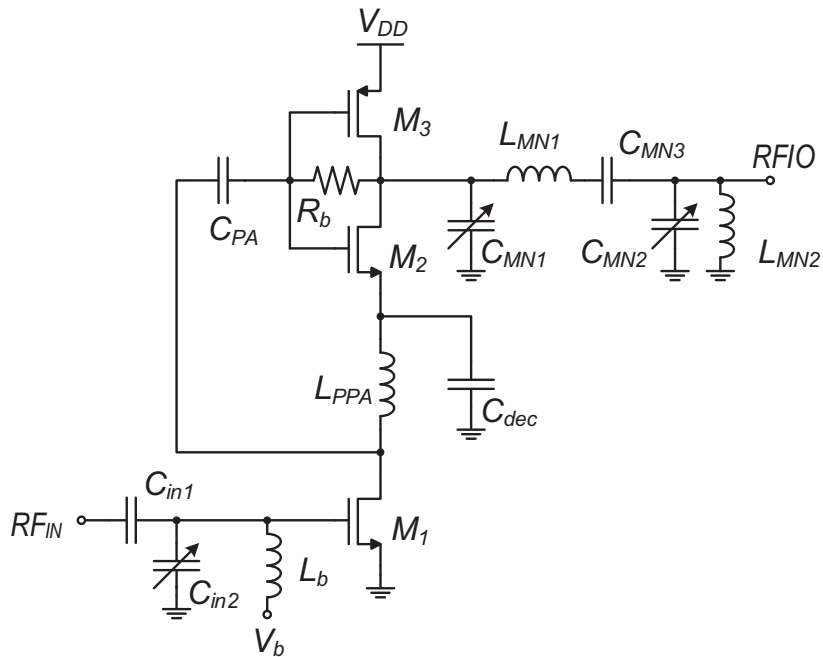 V_DD
M_3
L_MN1
C_MN3
RFIO
C_PA
R_b
M_2
C_MN1
C_MN2
L_MN2
L_PPA
C_dec
C_in1
RF_IN
M_1
C_in2
L_b
V_b